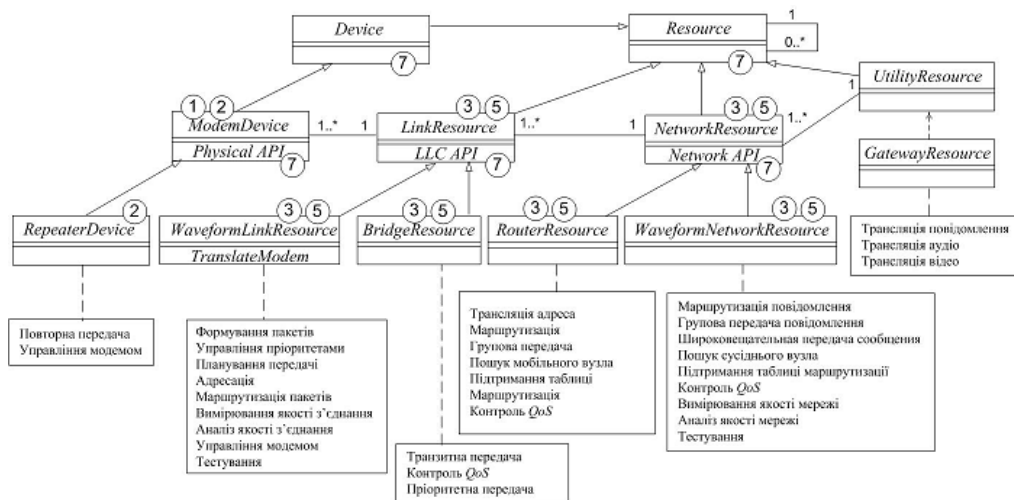 Device
7
Resource
7
1
0..*
UtilityResource
1
GatewayResource
1 2
ModemDevice
Physical API
7
1..*
1
3 5
LinkResource
LLC API
7
1..*
1
3 5
NetworkResource
Network API
7
1..*
2
RepeaterDevice
3 5
WaveformLinkResource
TranslateModem
3 5
BridgeResource
3 5
RouterResource
3 5
WaveformNetworkResource
Трансляція повідомлення
Трансляція аудіо
Трансляція відео
Повторна передача
Управління модемом
Формування пакетів
Управління пріоритетами
Планування передачі
Адресація
Маршрутизація пакетів
Вимірювання якості з’єднання
Аналіз якості з’єднання
Управління модемом
Тестування
Транзитна передача
Контроль QoS
Пріоритетна передача
Трансляція адреса
Маршрутизація
Групова передача
Пошук мобільного вузла
Підтримання таблиці
Маршрутизація
Контроль QoS
Маршрутизація повідомлення
Групова передача повідомлення
Широковещательная передача сообщения
Пошук сусіднього вузла
Підтримання таблиці маршрутизації
Контроль QoS
Вимірювання якості мережі
Аналіз якості мережі
Тестування